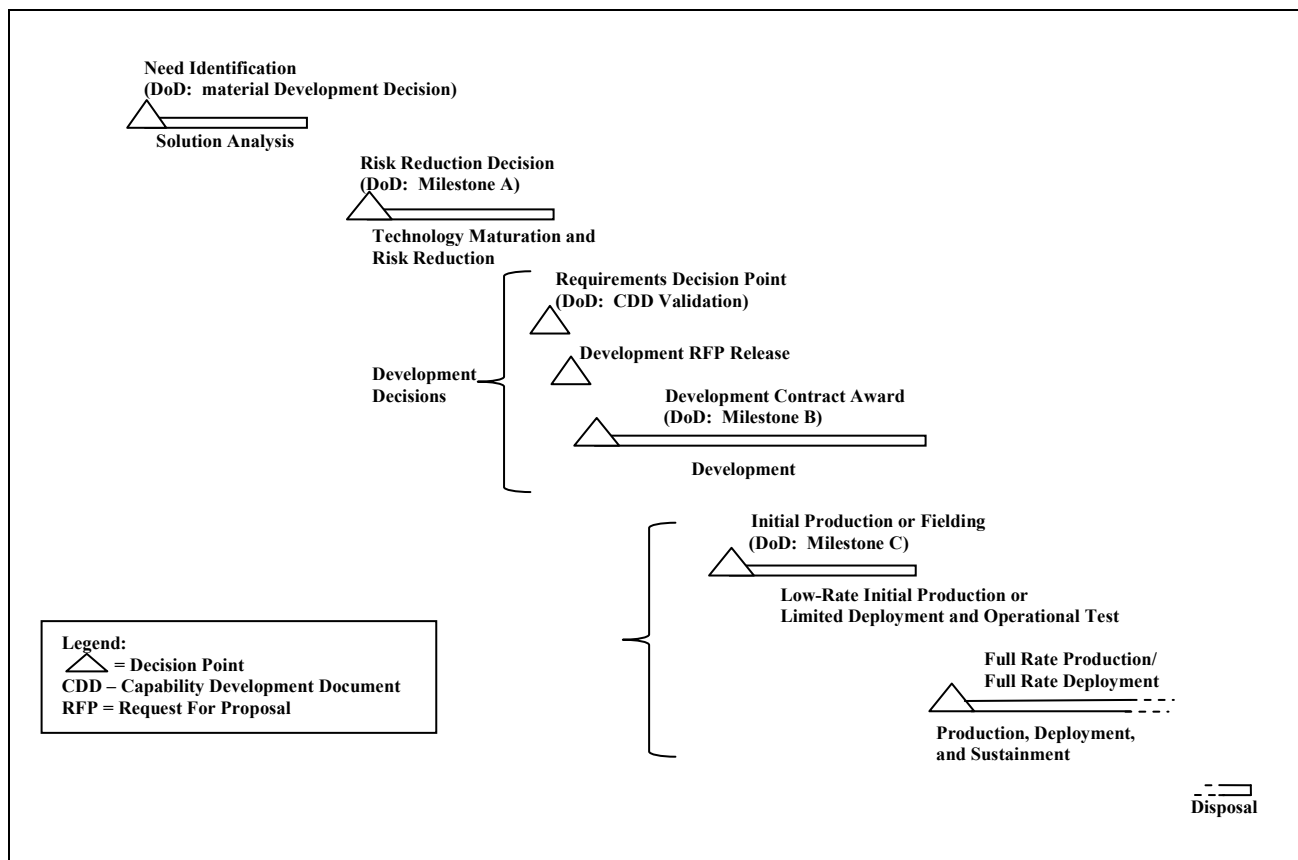 Need Identification
(DoD:  material Development Decision)
Solution Analysis
Risk Reduction Decision
(DoD:  Milestone A)
Technology Maturation and
Risk Reduction
Requirements Decision Point
(DoD:  CDD Validation)
Development RFP Release
Development
Decisions
Development Contract Award
(DoD:  Milestone B)
Development
Initial Production or Fielding
(DoD:  Milestone C)
Low-Rate Initial Production or
Limited Deployment and Operational Test
Legend:
= Decision Point
CDD – Capability Development Document
RFP = Request For Proposal
Full Rate Production/
Full Rate Deployment
Production, Deployment,
and Sustainment
Disposal